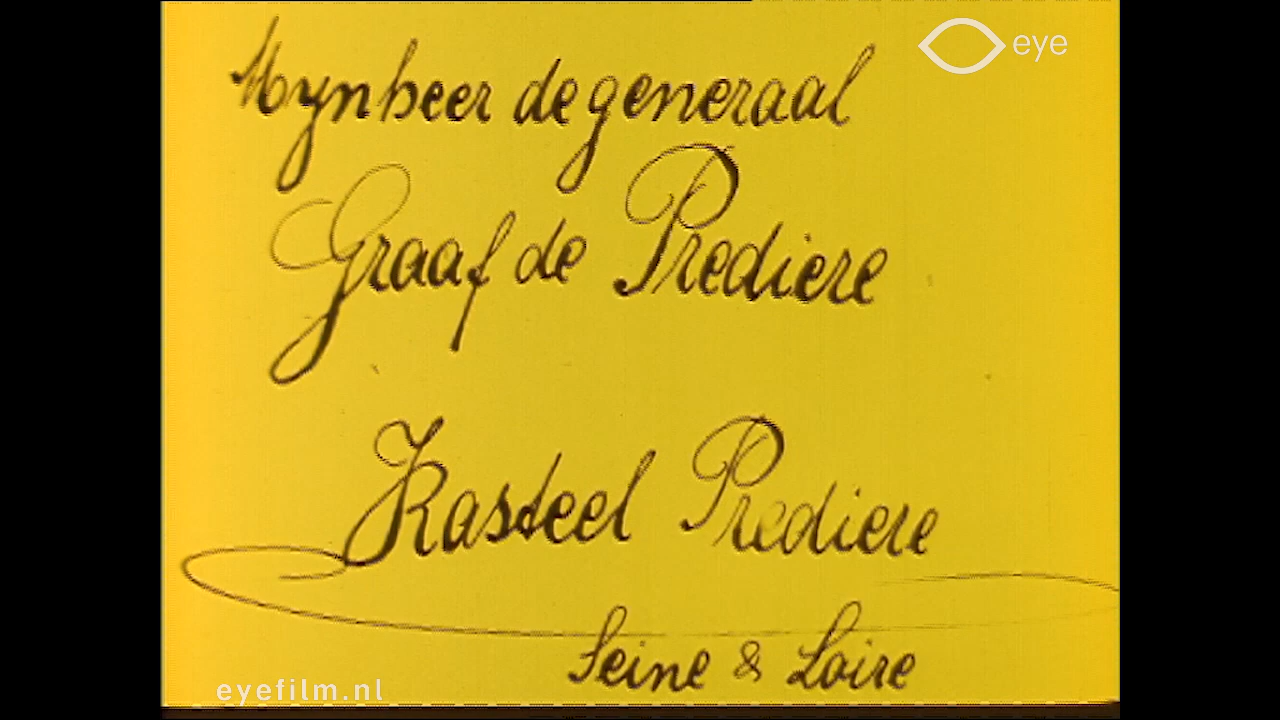 eye
Mynheer de generaal
Graaf de Prediere
Kasteel Prediere
Seine & Loire
eyefilm.nl